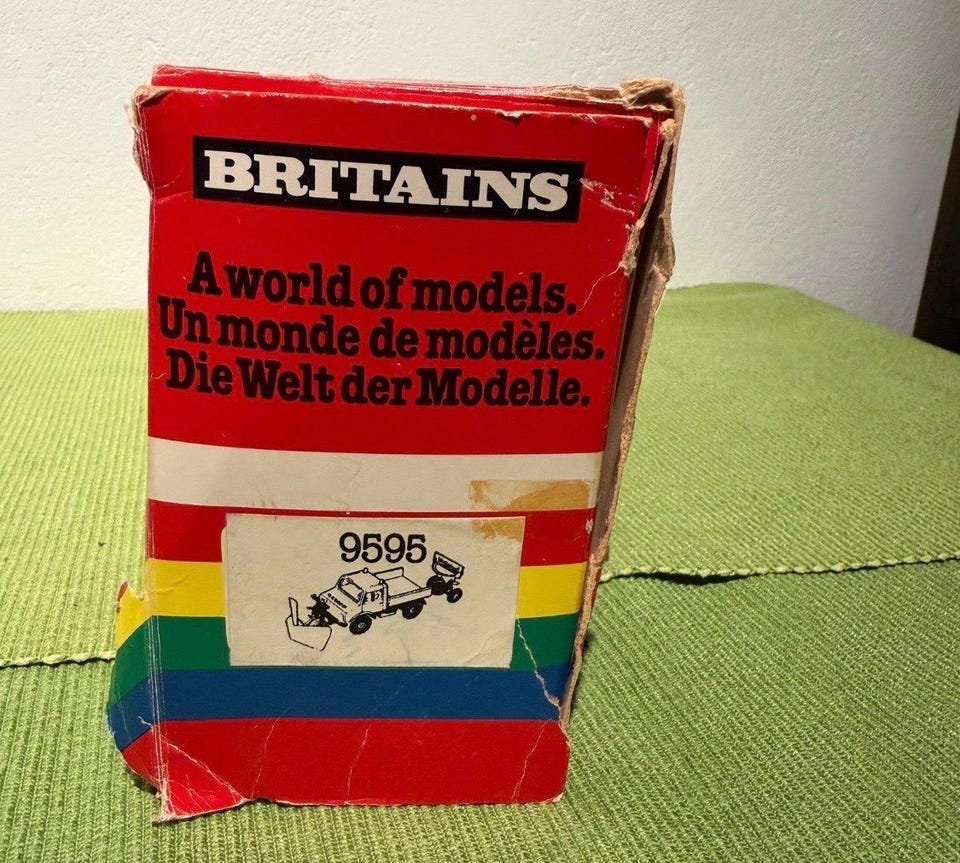 BRITAINS
A world of models.
Un monde de modèles.
Die Welt der Modelle.
9595